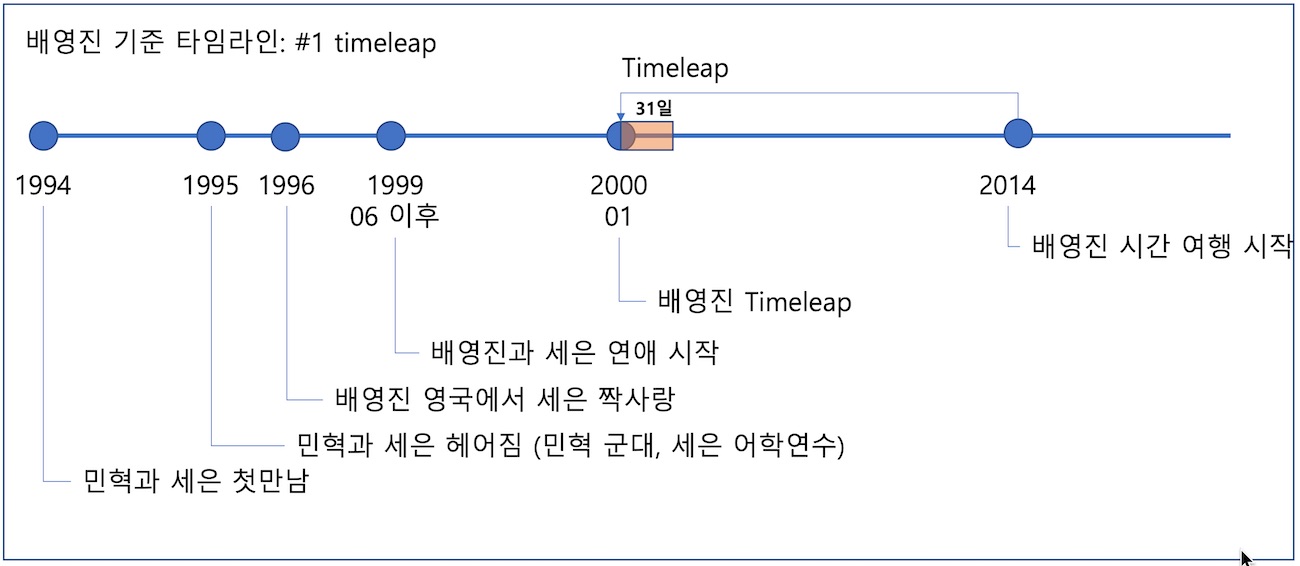 배영진 기준 타임라인: #1 timeleap
Timeleap
31일
1994
1995
1996
1999
06 이후
2000
01
2014
배영진 시간 여행 시작
배영진 Timeleap
배영진과 세은 연애 시작
배영진 영국에서 세은 짝사랑
민혁과 세은 헤어짐 (민혁 군대, 세은 어학연수)
민혁과 세은 첫만남